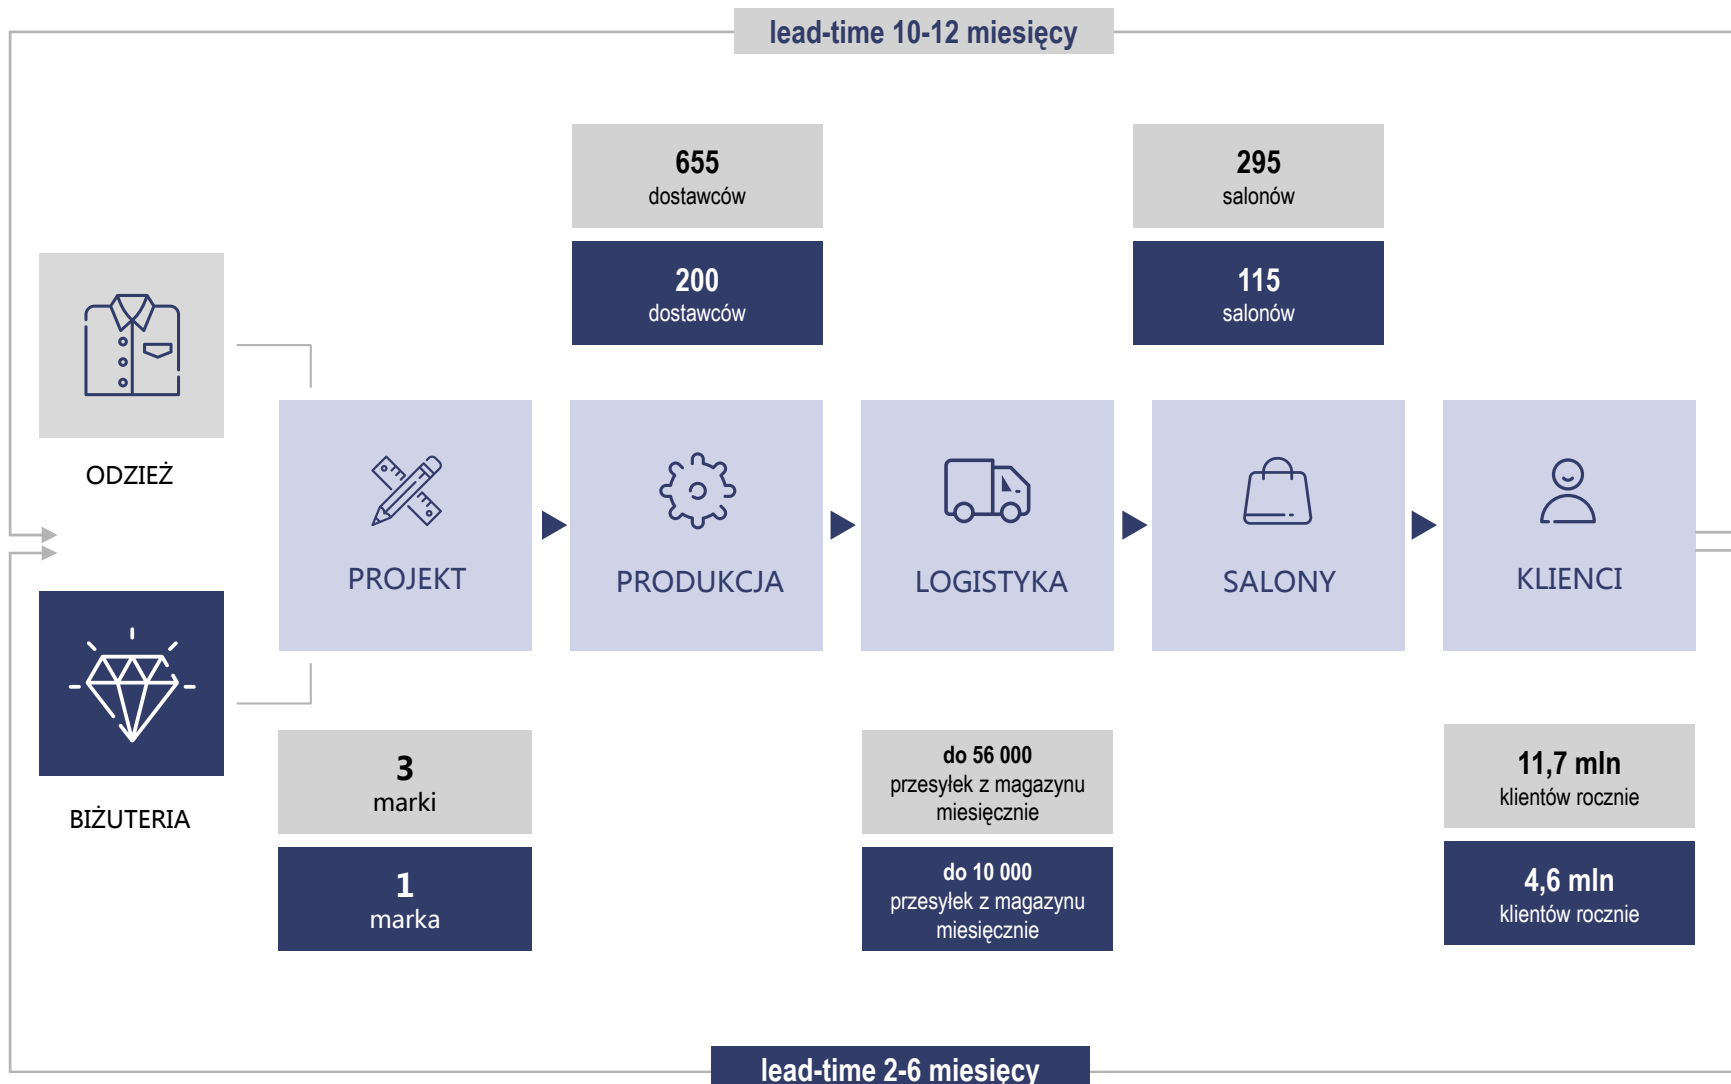 lead-time 10-12 miesięcy
655
dostawców
295
salonów
200
dostawców
115
salonów
ODZIEŻ
PROJEKT
PRODUKCJA
LOGISTYKA
SALONY
KLIENCI
BIŻUTERIA
3
marki
do 56 000
przesyłek z magazynu
miesięcznie
11,7 mln
klientów rocznie
1
marka
do 10 000
przesyłek z magazynu
miesięcznie
4,6 mln
klientów rocznie
lead-time 2-6 miesięcy